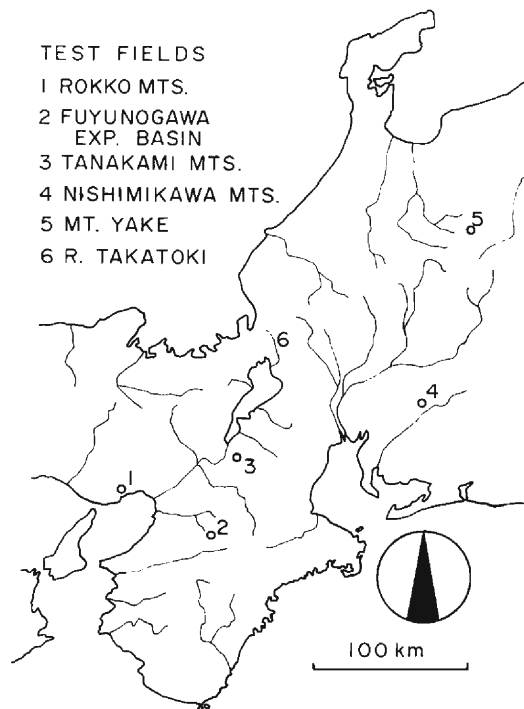 TEST FIELDS
1 ROKKO MTS.
2 FUYUNOGAWA
EXP. BASIN
3 TANAKAMI MTS.
4 NISHIMIKAWA MTS.
5 MT. YAKE
6 R. TAKATOKI
5
6
4
3
1
2
100 km